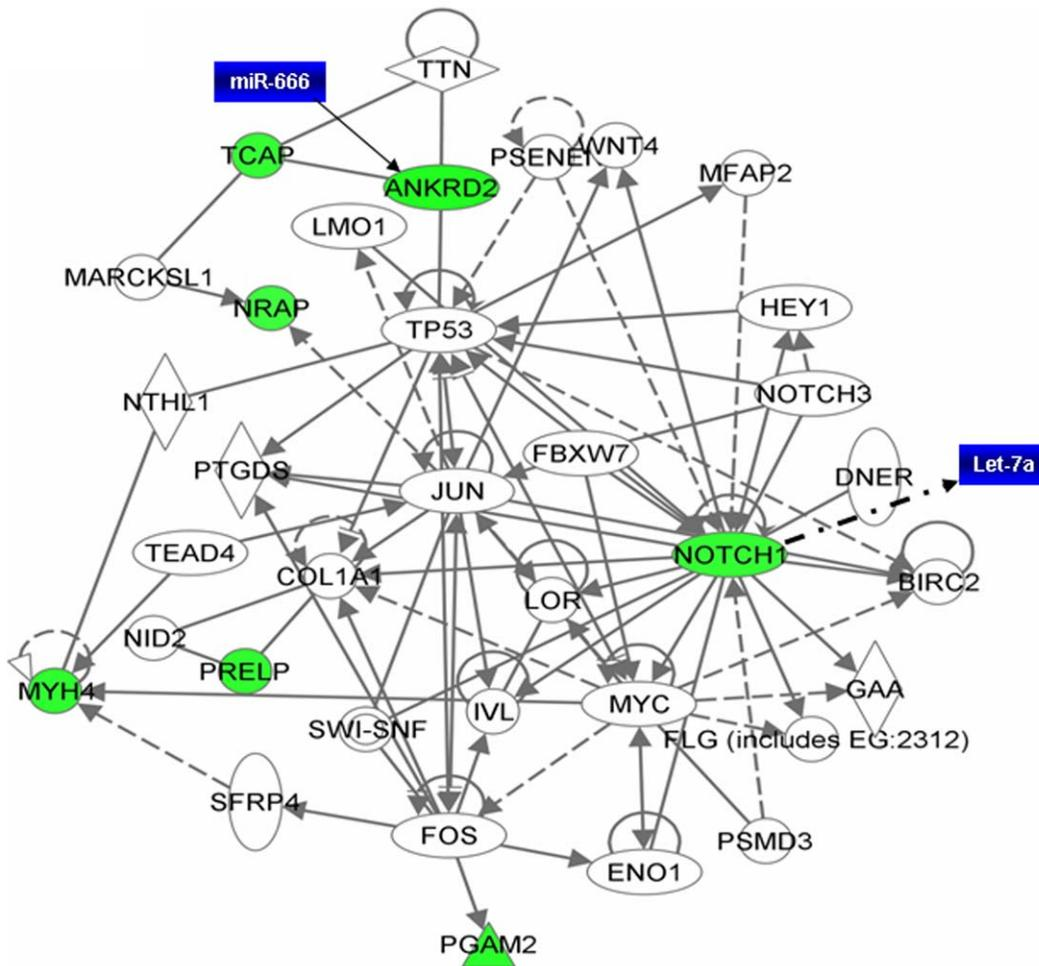 TTN
miR-666
TCAP
PSENEN
WNT4
MFAP2
ANKRD2
LMO1
MARCKSL1
NRAP
HEY1
TP53
NTHL1
NOTCH3
FBXW7
PTGDS
DNER
Let-7a
JUN
TEAD4
NOTCH1
COL1A1
BIRC2
LOR
NID2
PRELP
MYH4
GAA
MYC
IVL
SWI-SNF
FLG (includes EG:2312)
SFRP4
FOS
PSMD3
ENO1
PGAM2